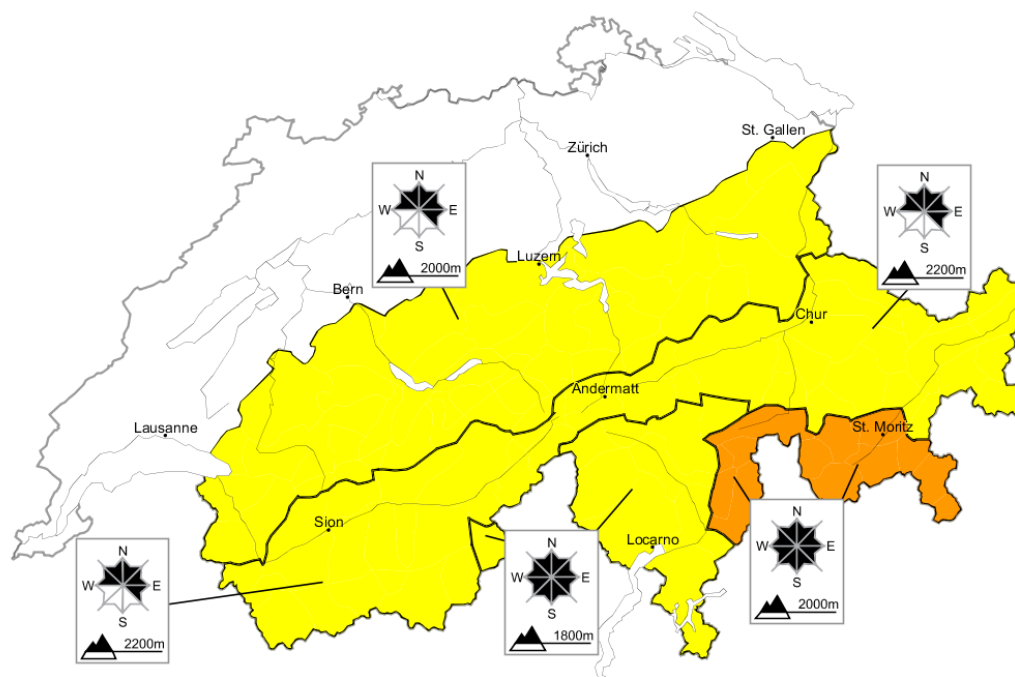 St. Gallen
Zürich
N
W E
S
2000m
N
W E
S
2200m
Luzern
Bern
Chur
Andermatt
Lausanne
St. Moritz
Sion
Locarno
N
W E
S
2200m
N
W E
S
1800m
N
W E
S
2000m